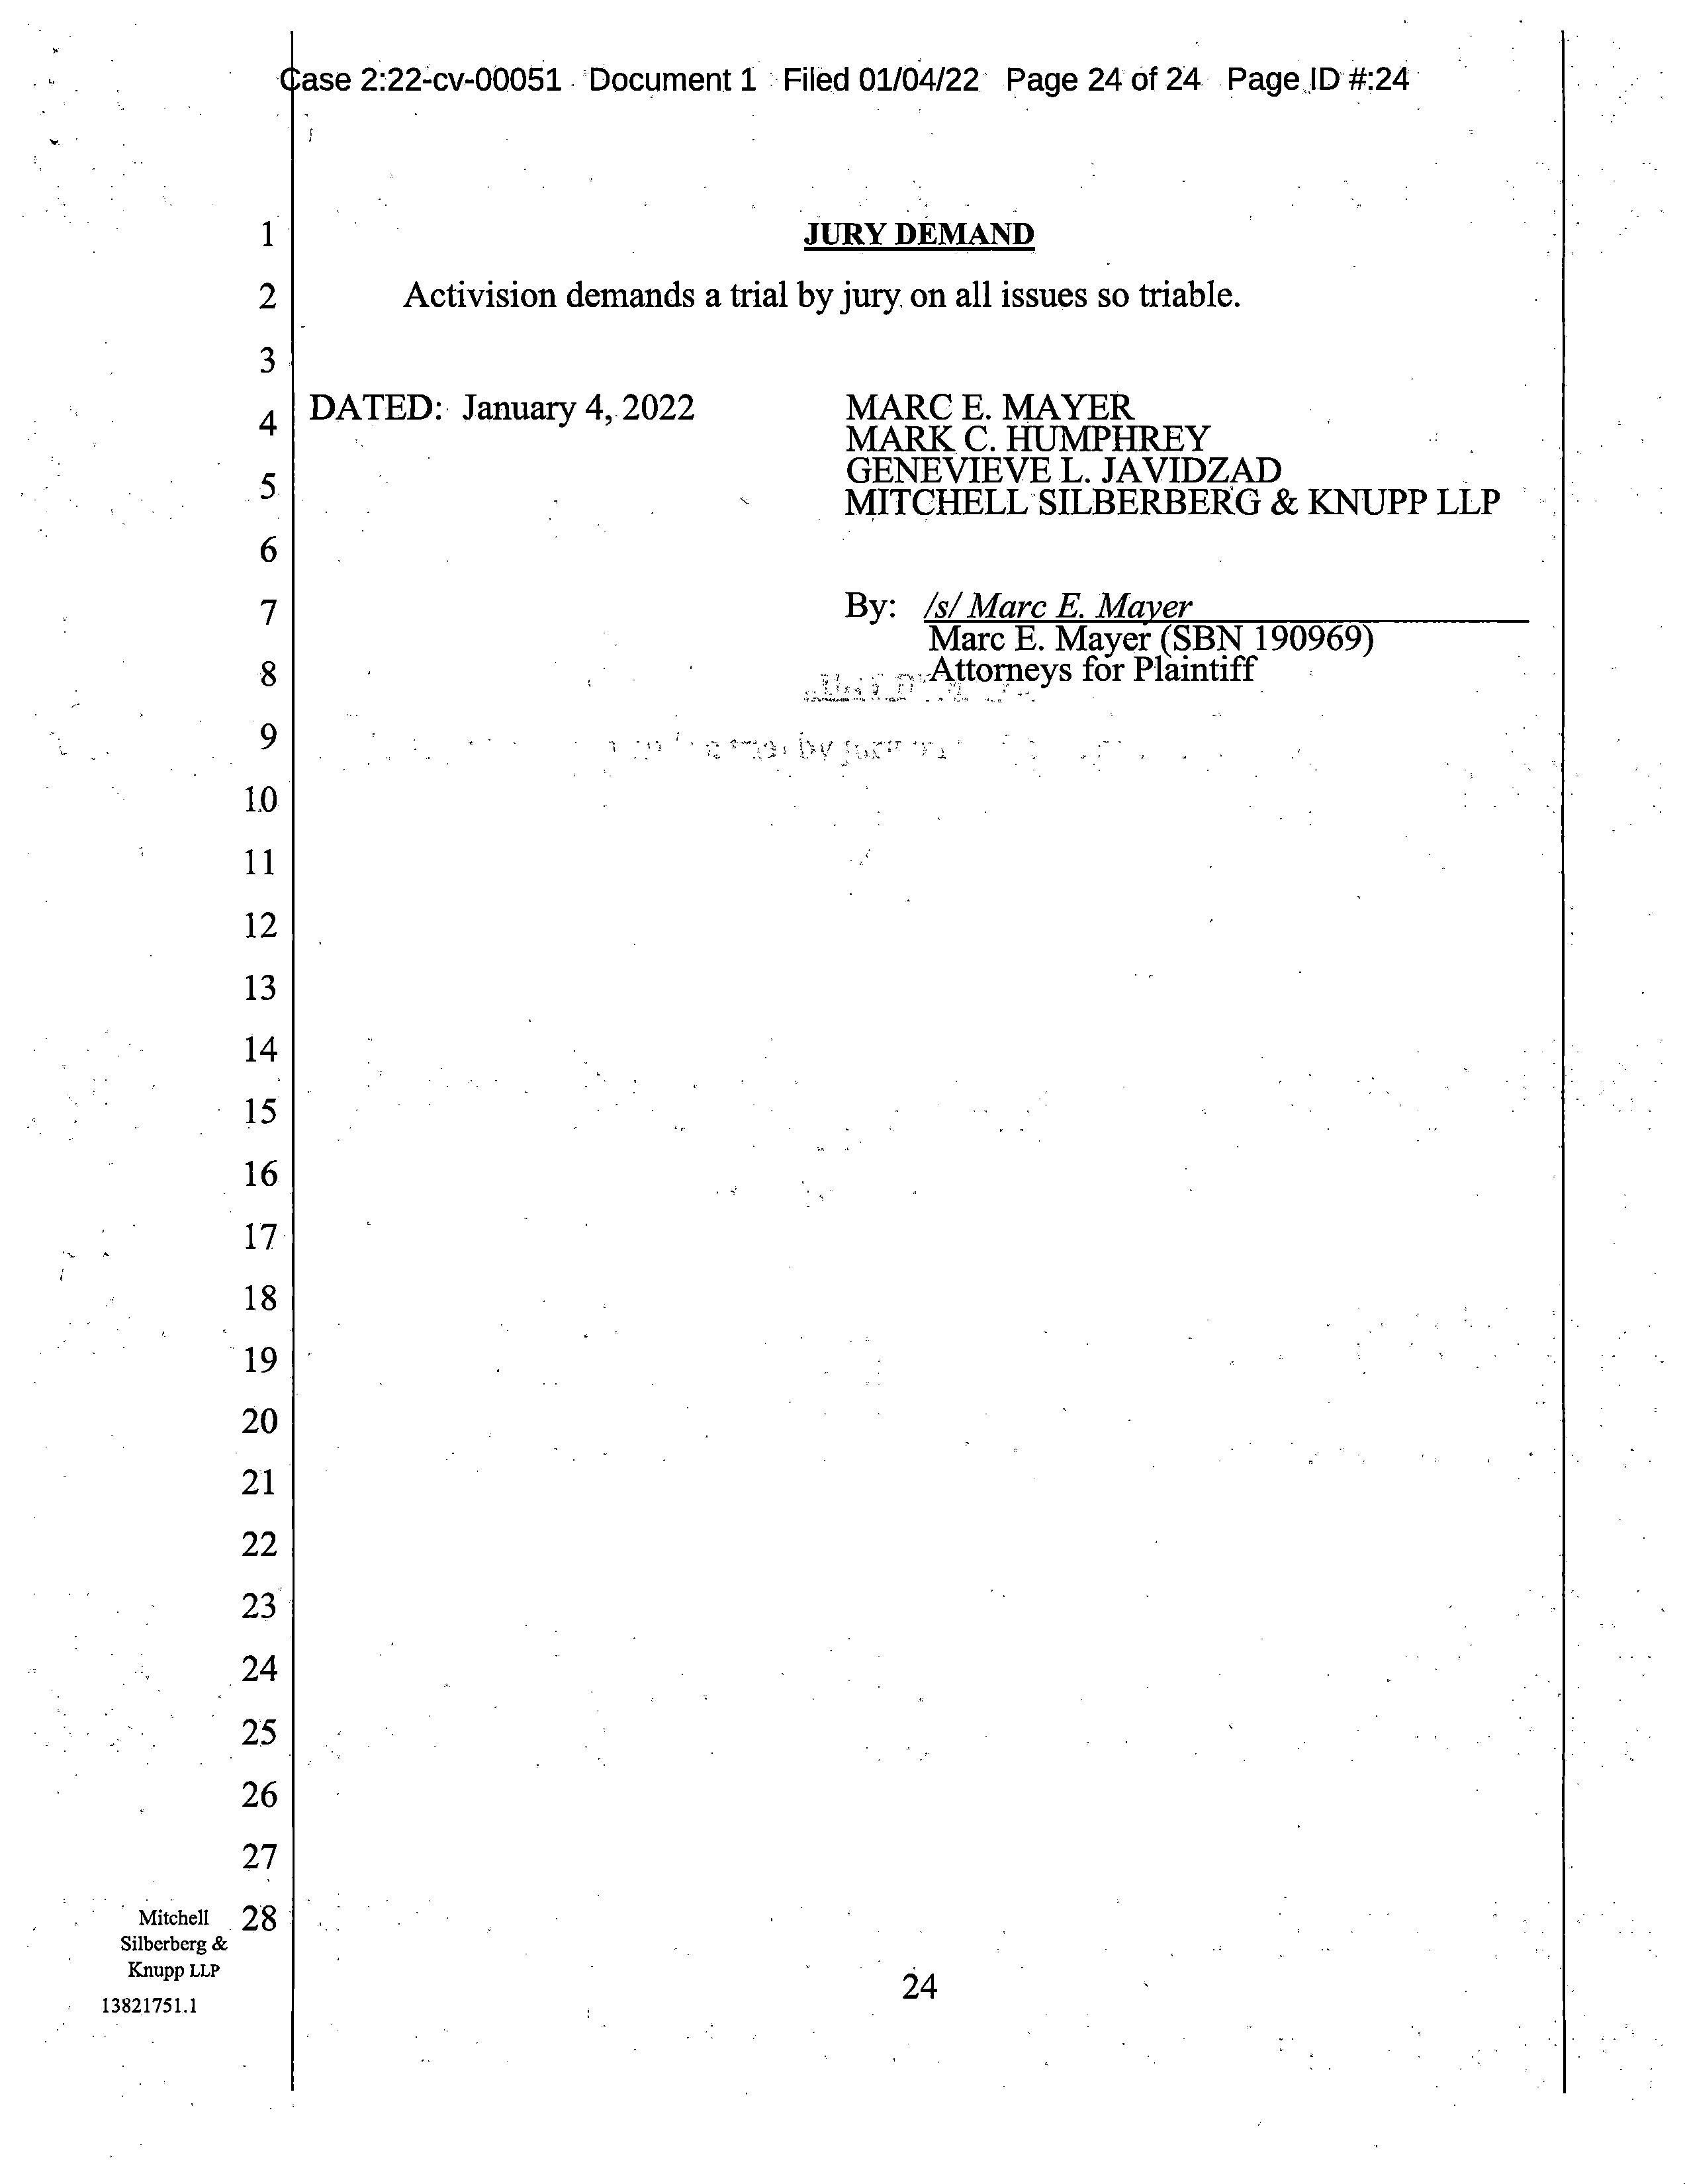 Case 2:22-cv-00051 Document 1 Filed 01/04/22 Page 24 of 24 Page ID #:24
1 JURY DEMAND
2 Activision demands a trial by jury on all issues so triable.
3
4 DATED: January 4, 2022 MARC E. MAYER
MARK C. HUMPHREY
5 GENEVIEVE L. JAVIDZAD
MITCHELL SILBERBERG & KNUPP LLP
6
7 By: /s/ Marc E. Mayer
Marc E. Mayer (SBN 190969)
8 Attorneys for Plaintiff
9
10
11
12
13
14
15
16
17
18
19
20
21
22
23
24
25
26
27
Mitchell 28
Silberberg &
Knupp LLP
24
13821751.1